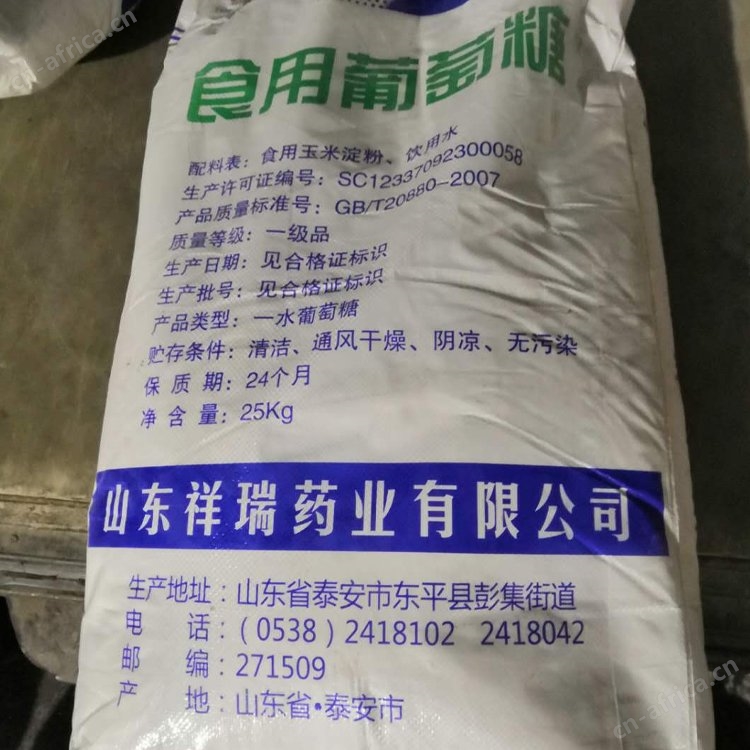 食用葡萄糖
配料表：食用玉米淀粉、饮用水
生产许可证编号：SC12337092300058
产品质量标准号：GB/T20880-2007
质量等级：一级品
生产日期：见合格证标识
生产批号：见合格证标识
产品类型：一水葡萄糖
贮存条件：清洁、通风干燥、阴凉、无污染
保质期：24个月
净含量：25Kg
山东祥瑞药业有限公司
生产地址：山东省泰安市东平县彭集街道
电话：（0538）2418102 2418042
邮编：271509
产地：山东省·泰安市
cn-africa.cn
cn-africa.cn